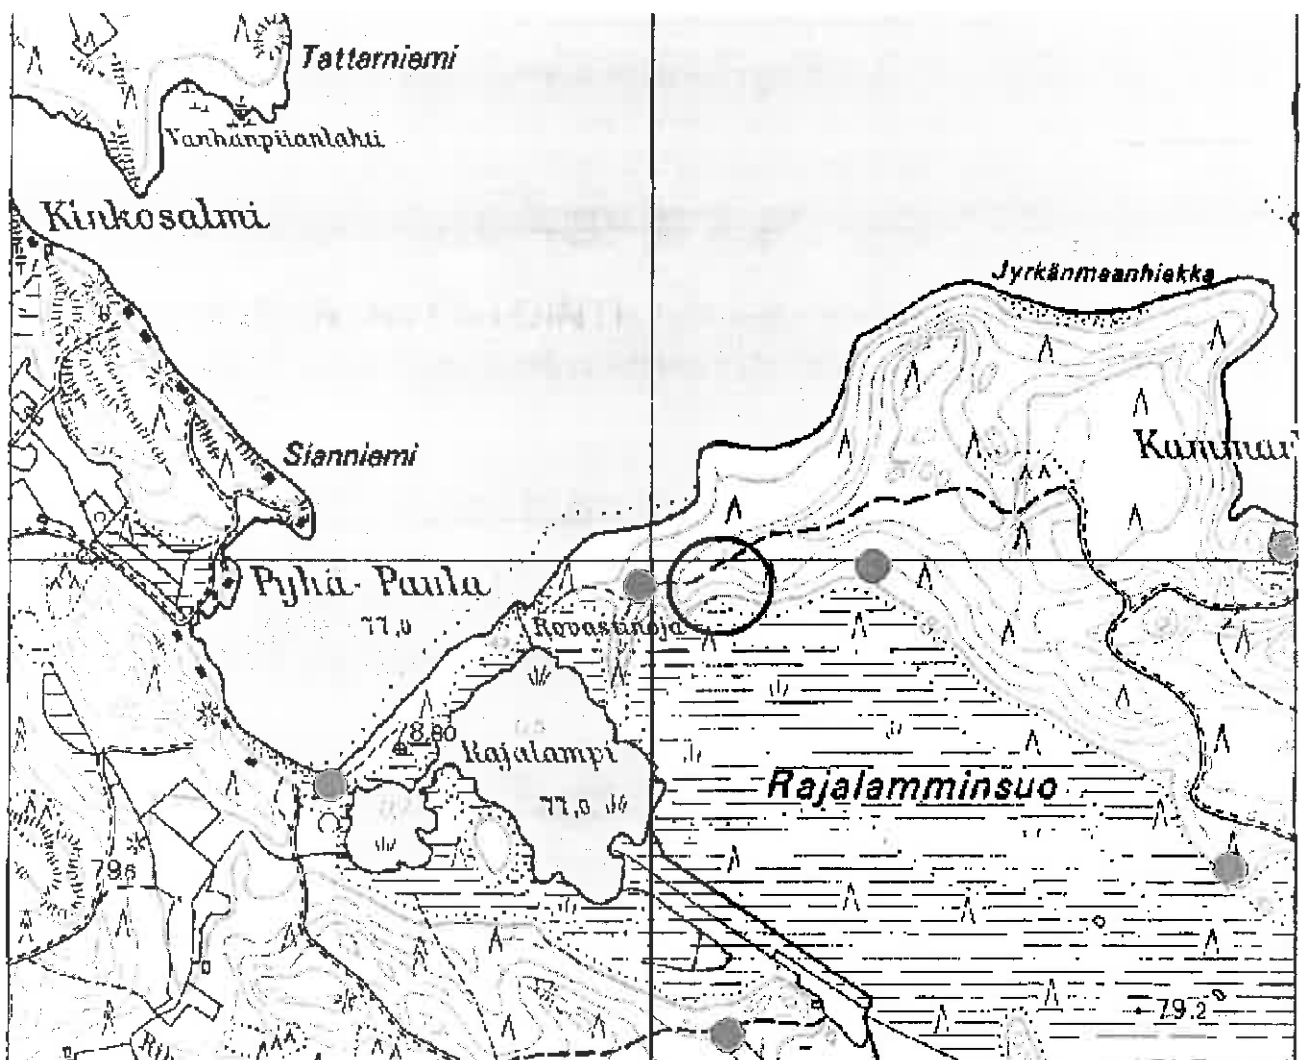 Tattarniemi
Vanhanpiianlahti
Kinkosalmi
Jyrkänmaanhiekka
Kammar
Sianniemi
Pyhä-Paula
77,0
Rovastinoja
8,80
Rajalampi
77,0
Rajalamminsuo
79,6
79,2